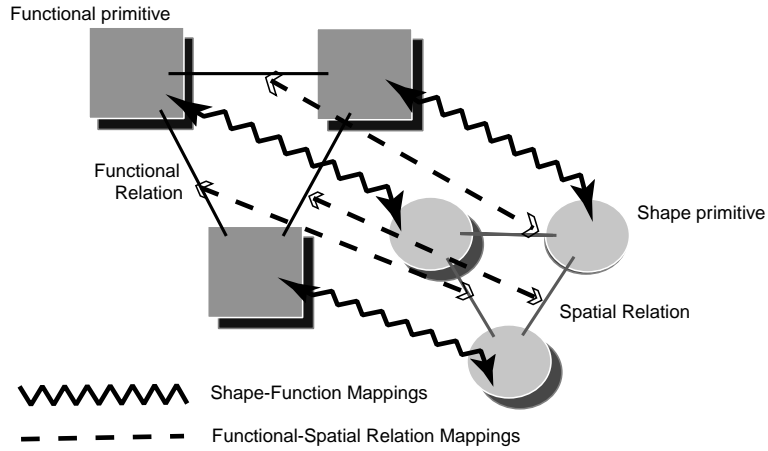 Functional primitive
Functional
Relation
Shape primitive
Spatial Relation
Shape-Function Mappings
Functional-Spatial Relation Mappings